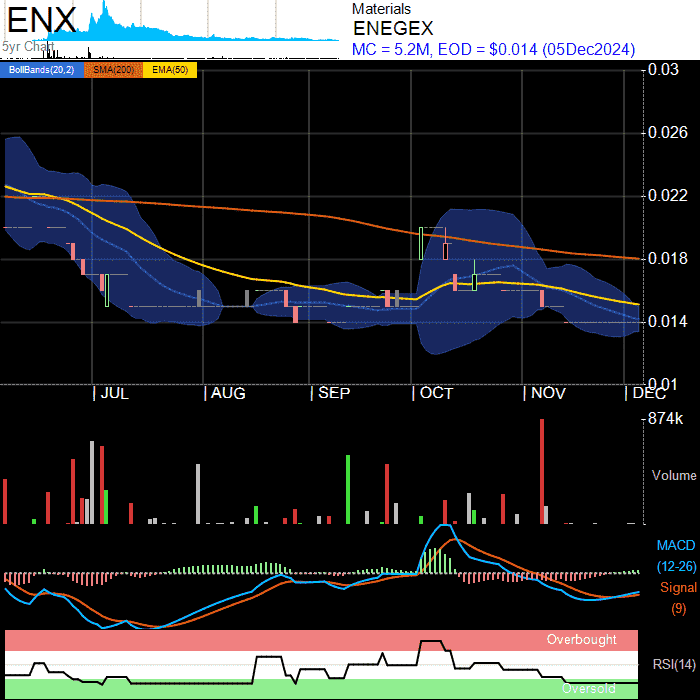 ENX
5yr Chart
Materials
ENEGEX
MC = 5.2M, EOD = $0.014 (05Dec2024)
BollBands(20,2) SMA(200) EMA(50)
0.03
0.026
0.022
0.018
0.014
0.01
JUL AUG SEP OCT NOV DEC
874k
Volume
MACD
(12-26)
Signal
(9)
Overbought
RSI(14)
Oversold